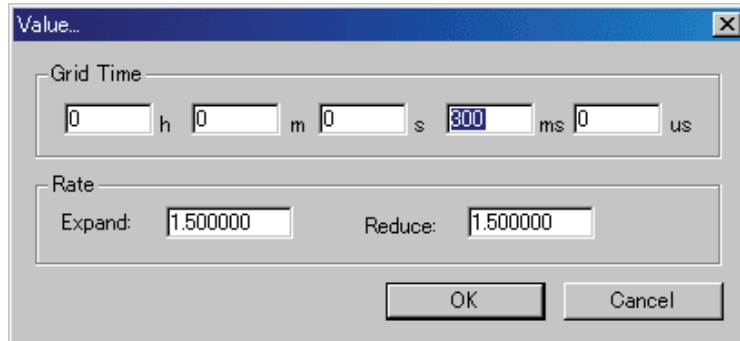 Value...
Grid Time
0 h 0 m 0 s 300 ms 0 us
Rate
Expand: 1.500000 Reduce: 1.500000
OK Cancel